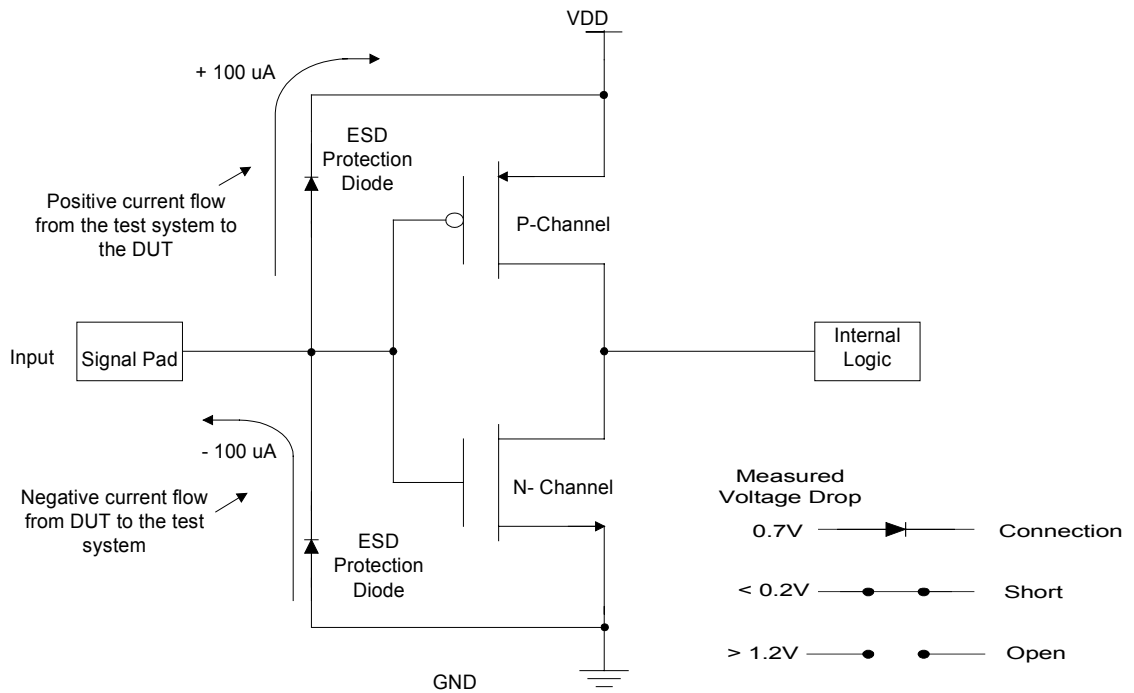 VDD
+ 100 uA
ESD
Protection
Diode
Positive current flow
from the test system to
the DUT
P-Channel
Input
Signal Pad
Internal
Logic
- 100 uA
Negative current flow
from DUT to the test
system
N- Channel
ESD
Protection
Diode
GND
Measured
Voltage Drop
0.7V Connection
< 0.2V Short
> 1.2V Open